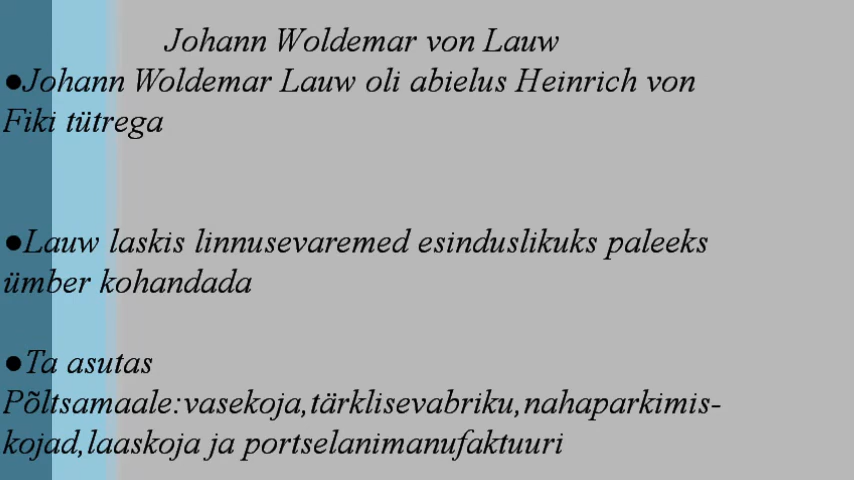 Johann Woldemar von Lauw
●Johann Woldemar Lauw oli abielus Heinrich von
Fiki tütrega
●Lauw laskis linnusevaremed esinduslikuks paleeks
ümber kohandada
●Ta asutas
Põltsamaale:vasekoja,tärklisevabriku,nahaparkimis-
kojad,laaskoja ja portselanimanufaktuuri